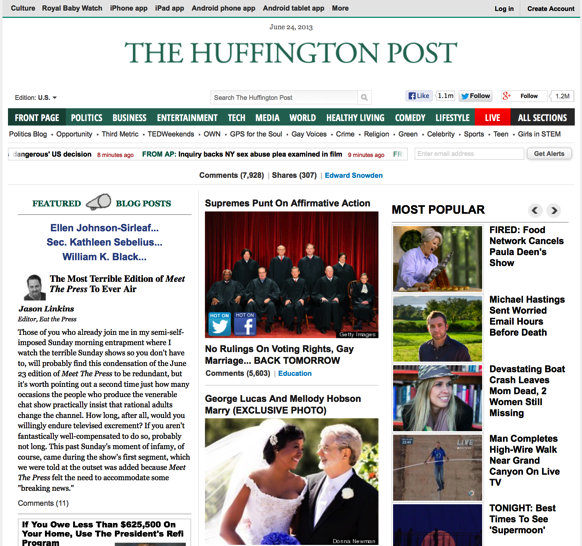 Culture Royal Baby Watch iPhone app iPad app Android phone app Android tablet app More Log in Create Account
June 24, 2013
THE HUFFINGTON POST
Edition: U.S. Search The Huffington Post Like 1.1m Follow Follow 1.2M
FRONT PAGE POLITICS BUSINESS ENTERTAINMENT TECH MEDIA WORLD HEALTHY LIVING COMEDY LIFESTYLE LIVE ALL SECTIONS
Politics Blog • Opportunity • Third Metric • TEDWeekends • OWN • GPS for the Soul • Gay Voices • Crime • Religion • Green • Celebrity • Sports • Teen • Girls in STEM
dangerous' US decision 8 minutes ago FROM AP: Inquiry backs NY sex abuse plea examined in film 9 minutes ago FR Enter email address Get Alerts
Comments (7,928) | Shares (307) | Edward Snowden
FEATURED BLOG POSTS
Ellen Johnson-Sirleaf...
Sec. Kathleen Sebelius...
William K. Black...
The Most Terrible Edition of Meet
The Press To Ever Air
Jason Linkins
Editor, Eat the Press
Those of you who already join me in my semi-self-
imposed Sunday morning entrapment where I
watch the terrible Sunday shows so you don't have
to, will probably find this condensation of the June
23 edition of Meet The Press to be redundant, but
it's worth pointing out a second time just how many
occasions the people who produce the venerable
chat show practically insist that rational adults
change the channel. How long, after all, would you
willingly endure televised excrement? If you aren't
fantastically well-compensated to do so, probably
not long. This past Sunday's moment of infamy, of
course, came during the show's first segment, which
we were told at the outset was added because Meet
The Press felt the need to accommodate some
"breaking news."
Comments (11)
If You Owe Less Than $625,500 On
Your Home, Use The President's Refi
Program
Supremes Punt On Affirmative Action
HOT ON HOT ON
Getty Images
No Rulings On Voting Rights, Gay
Marriage... BACK TOMORROW
Comments (5,603) | Education
George Lucas And Mellody Hobson
Marry (EXCLUSIVE PHOTO)
Donna Newman
MOST POPULAR
FIRED: Food
Network Cancels
Paula Deen's
Show
Michael Hastings
Sent Worried
Email Hours
Before Death
Devastating Boat
Crash Leaves
Mom Dead, 2
Women Still
Missing
LIVE
Man Completes
High-Wire Walk
Near Grand
Canyon On Live
TV
TONIGHT: Best
Times To See
'Supermoon'